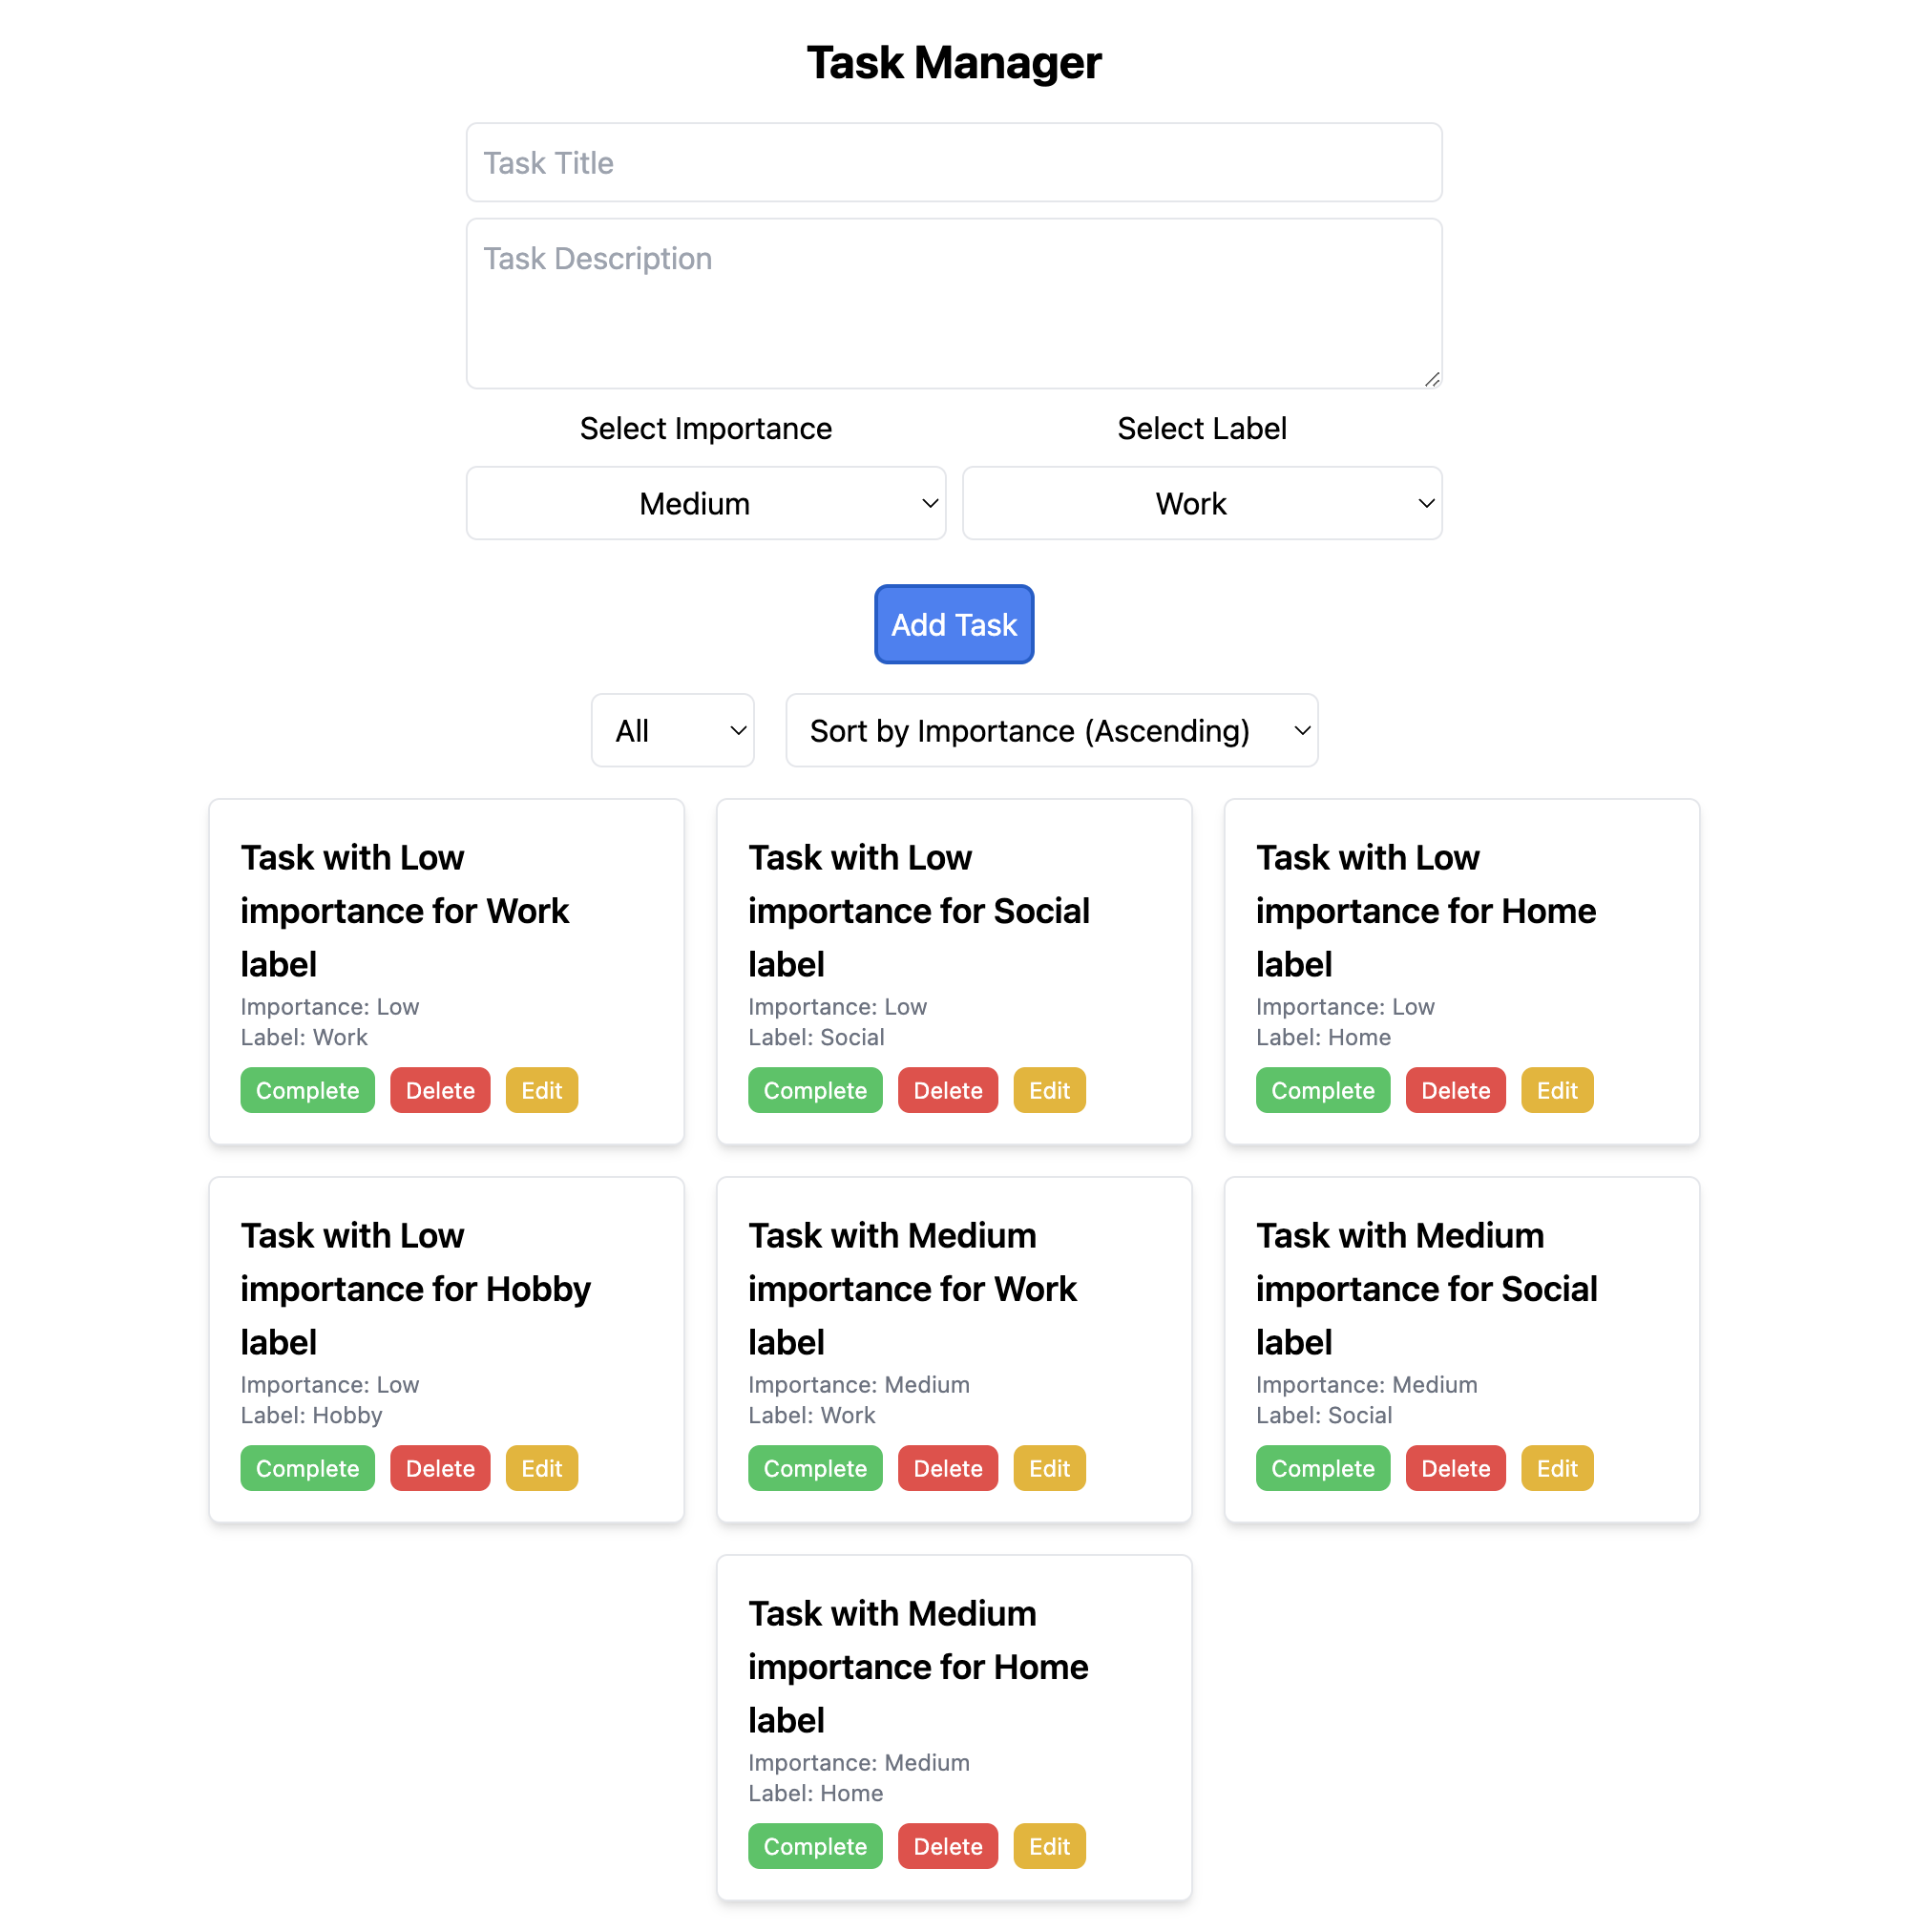 Task Manager
Task Title
Task Description
Select Importance
Select Label
Medium
Work
Add Task
All
Sort by Importance (Ascending)
Task with Low
importance for Work
label
Importance: Low
Label: Work
Complete Delete Edit
Task with Low
importance for Social
label
Importance: Low
Label: Social
Complete Delete Edit
Task with Low
importance for Home
label
Importance: Low
Label: Home
Complete Delete Edit
Task with Low
importance for Hobby
label
Importance: Low
Label: Hobby
Complete Delete Edit
Task with Medium
importance for Work
label
Importance: Medium
Label: Work
Complete Delete Edit
Task with Medium
importance for Social
label
Importance: Medium
Label: Social
Complete Delete Edit
Task with Medium
importance for Home
label
Importance: Medium
Label: Home
Complete Delete Edit